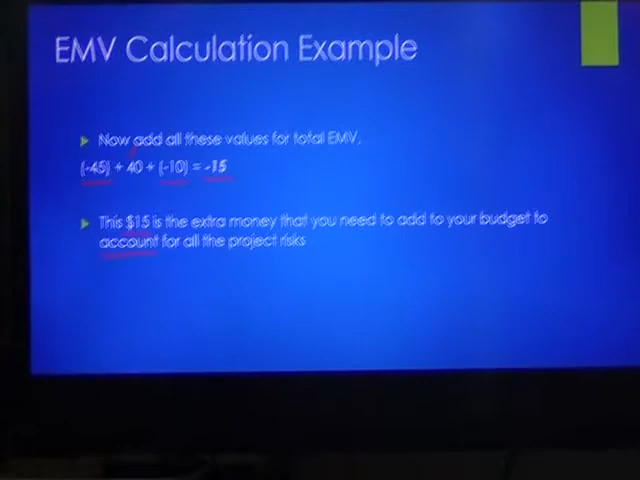 EMV Calculation Example
Now add all these values for total EMV.
(-45) + 40 + (-10) = -15
This $15 is the extra money that you need to add to your budget to
account for all the project risks